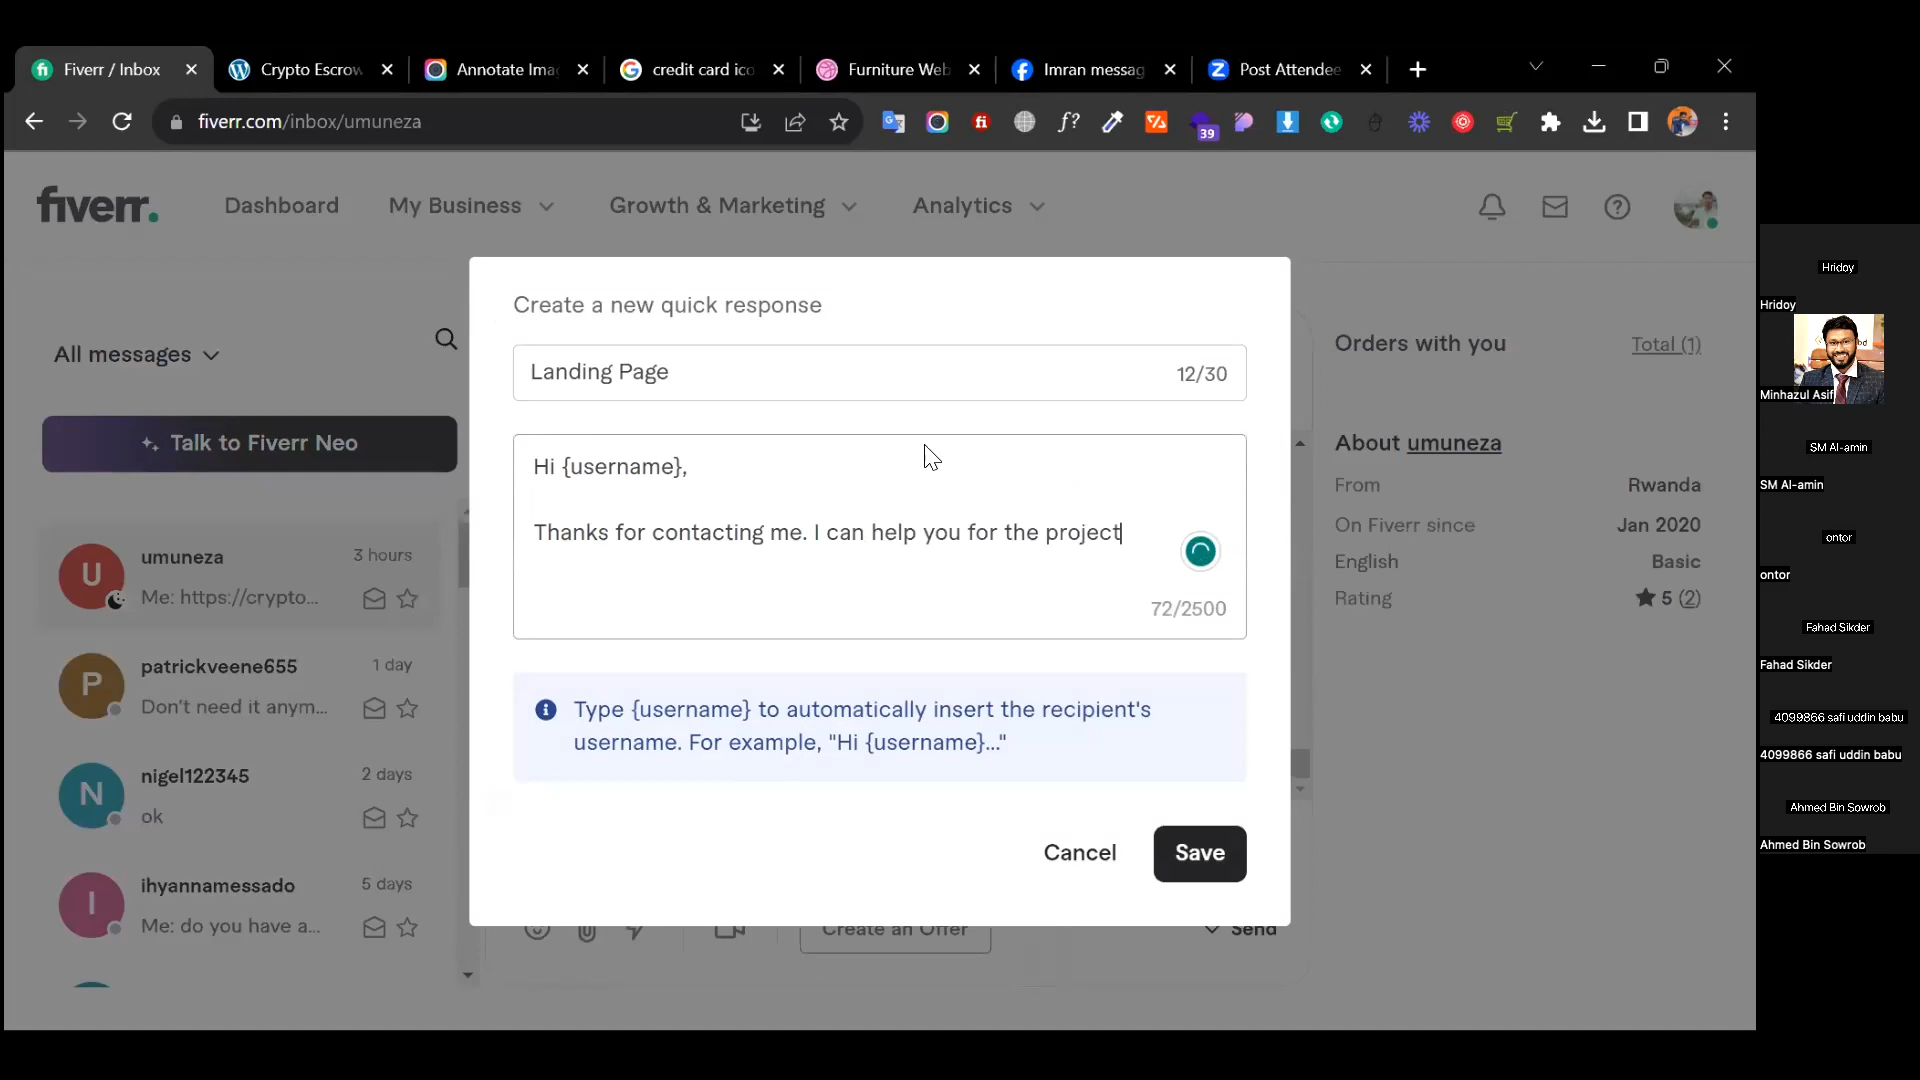 Fiverr / Inbox
Crypto Escrow
Annotate Ima
credit card ico
Furniture Web
Imran messag
Post Attendee
fiverr.com/inbox/umuneza
39
fiverr.
Dashboard
My Business
Growth & Marketing
Analytics
All messages
Talk to Fiverr Neo
U
umuneza
3 hours
Me: https://crypto...
P
patrickveene655
1 day
Don't need it anym...
N
nigel122345
2 days
ok
I
ihyannamessado
5 days
Me: do you have a...
Create a new quick response
Landing Page
12/30
Hi {username},
Thanks for contacting me. I can help you for the project
72/2500
Type {username} to automatically insert the recipient's
username. For example, "Hi {username}..."
Cancel
Save
Create an Offer
Send
Orders with you
Total (1)
About umuneza
From
Rwanda
On Fiverr since
Jan 2020
English
Basic
Rating
5 (2)
Hridoy
Hridoy
Minhazul Asif
SM Al-amin
SM Al-amin
ontor
ontor
Fahad Sikder
Fahad Sikder
4099866 safi uddin babu
4099866 safi uddin babu
Ahmed Bin Sowrob
Ahmed Bin Sowrob